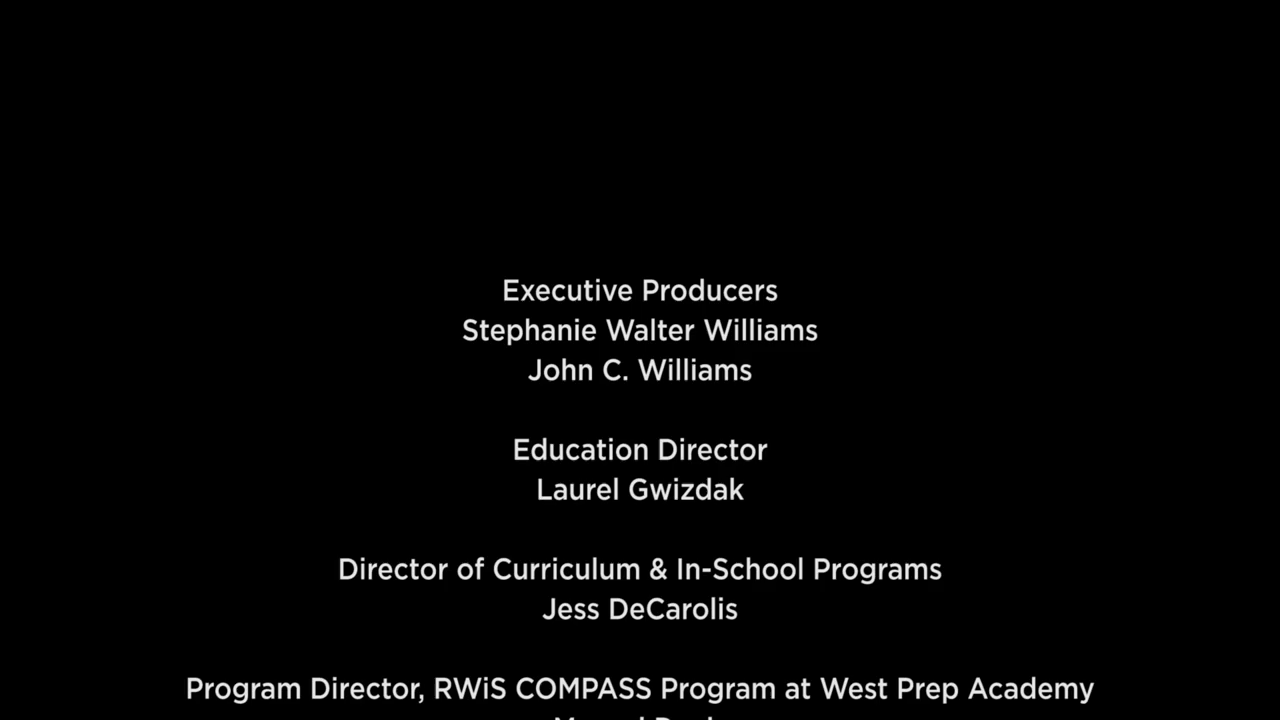 Executive Producers
Stephanie Walter Williams
John C. Williams
Education Director
Laurel Gwizdak
Director of Curriculum & In-School Programs
Jess DeCarolis
Program Director, RWiS COMPASS Program at West Prep Academy